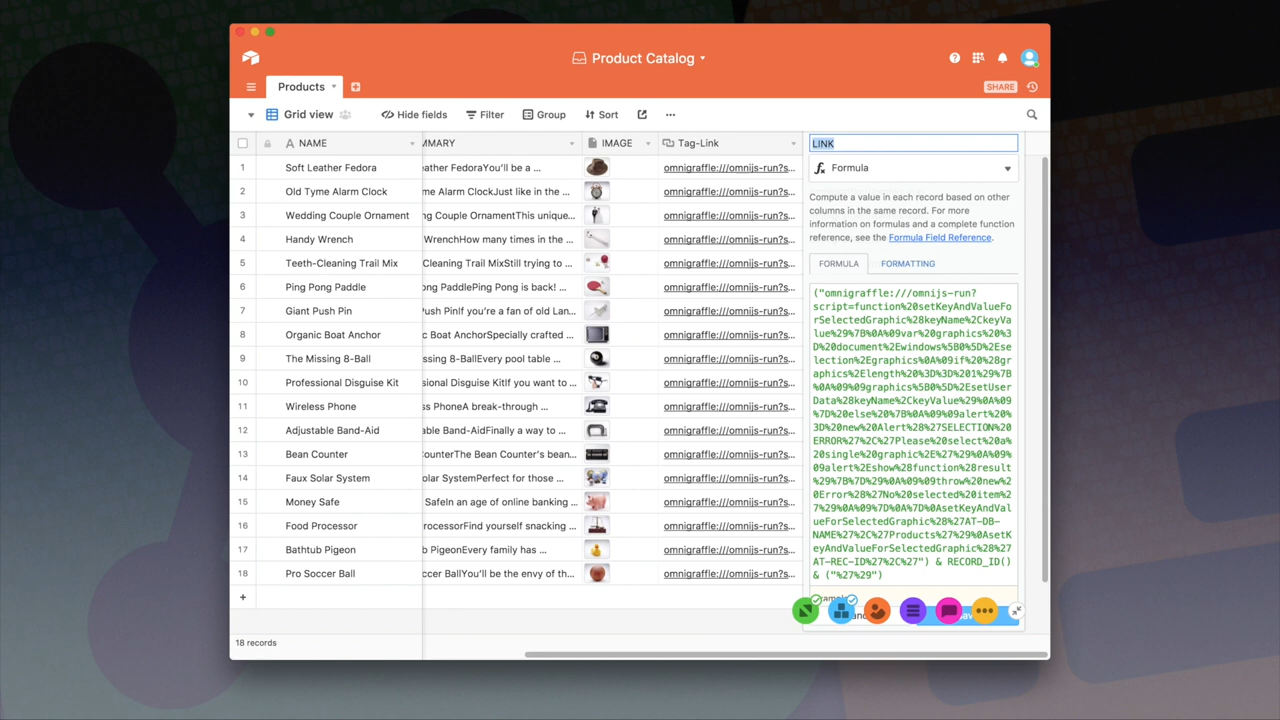 Product Catalog
Products
SHARE
Grid view
Hide fields
Filter
Group
Sort
NAME
MMARY
IMAGE
Tag-Link
1 Soft Leather Fedora eather FedoraYou'll be a ... omnigraffle:///omnijs-run?s...
2 Old Tyme Alarm Clock me Alarm ClockJust like in the ... omnigraffle:///omnijs-run?s...
3 Wedding Couple Ornament ng Couple OrnamentThis unique... omnigraffle:///omnijs-run?s...
4 Handy Wrench WrenchHow many times in the ... omnigraffle:///omnijs-run?s...
5 Teeth-Cleaning Trail Mix Cleaning Trail MixStill trying to ... omnigraffle:///omnijs-run?s...
6 Ping Pong Paddle ong PaddlePing Pong is back! ... omnigraffle:///omnijs-run?s...
7 Giant Push Pin Push PinIf you're a fan of old Lan... omnigraffle:///omnijs-run?s...
8 Organic Boat Anchor c Boat AnchorSpecially crafted ... omnigraffle:///omnijs-run?s...
9 The Missing 8-Ball ssing 8-BallEvery pool table ... omnigraffle:///omnijs-run?s...
10 Professional Disguise Kit sional Disguise KitIf you want to ... omnigraffle:///omnijs-run?s...
11 Wireless Phone ss PhoneA break-through ... omnigraffle:///omnijs-run?s...
12 Adjustable Band-Aid able Band-AidFinally a way to ... omnigraffle:///omnijs-run?s...
13 Bean Counter CounterThe Bean Counter's bean... omnigraffle:///omnijs-run?s...
14 Faux Solar System olar SystemPerfect for those ... omnigraffle:///omnijs-run?s...
15 Money Safe SafeIn an age of online banking ... omnigraffle:///omnijs-run?s...
16 Food Processor rocessorFind yourself snacking ... omnigraffle:///omnijs-run?s...
17 Bathtub Pigeon b PigeonEvery family has ... omnigraffle:///omnijs-run?s...
18 Pro Soccer Ball ccer BallYou'll be the envy of th... omnigraffle:///omnijs-run?s...
+
18 records
LINK
Formula
Compute a value in each record based on other
columns in the same record. For more
information on formulas and a complete function
reference, see the Formula Field Reference.
FORMULA
FORMATTING
("omnigraffle:///omnijs-run?
script=function%20setKeyAndValueFo
rSelectedGraphic%28keyName%2CkeyVa
lue%29%7B%0A%09var%20graphics%20%3
D%20document%2Ewindows%5B0%5D%2Ese
lection%2Egraphics%0A%09if%20%28gr
aphics%2Elength%20%3D%3D%201%29%7B
%0A%09%09graphics%5B0%5D%2EsetUser
Data%28keyName%2CkeyValue%29%0A%09
%7D%20else%20%7B%0A%09%09alert%20%
3D%20new%20Alert%28%27SELECTION%20
ERROR%27%2C%27Please%20select%20a%
20single%20graphic%2E%27%29%0A%09%
09alert%2Eshow%28function%28result
%29%7B%7D%29%0A%09%09throw%20new%2
0Error%28%27No%20selected%20item%2
7%29%0A%09%7D%0A%7D%0AsetKeyAndVal
ueForSelectedGraphic%28%27AT-DB-
NAME%27%2C%27Products%27%29%0AsetK
eyAndValueForSelectedGraphic%28%27
AT-REC-ID%27%2C%27") & RECORD_ID()
& ("%27%29")